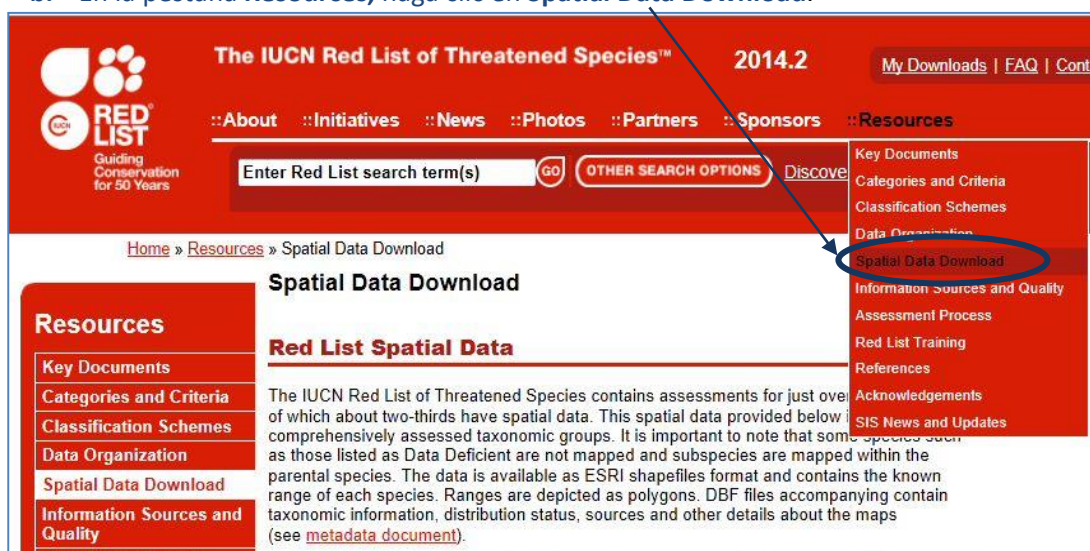 b. En la pestaña Resources, haga clic en Spatial Data Download.
The IUCN Red List of Threatened Species™ 2014.2 My Downloads | FAQ | Cont
IUCN
RED
LIST
Guiding
Conservation
for 50 Years
::About ::Initiatives ::News ::Photos ::Partners ::Sponsors ::Resources
Enter Red List search term(s) GO OTHER SEARCH OPTIONS Discove
Key Documents
Categories and Criteria
Classification Schemes
Data Organization
Spatial Data Download
Information Sources and Quality
Assessment Process
Red List Training
References
Acknowledgements
SIS News and Updates
Home » Resources » Spatial Data Download
Spatial Data Download
Resources
Key Documents
Categories and Criteria
Classification Schemes
Data Organization
Spatial Data Download
Information Sources and
Quality
Red List Spatial Data
The IUCN Red List of Threatened Species contains assessments for just over
of which about two-thirds have spatial data. This spatial data provided below i
comprehensively assessed taxonomic groups. It is important to note that some species such
as those listed as Data Deficient are not mapped and subspecies are mapped within the
parental species. The data is available as ESRI shapefiles format and contains the known
range of each species. Ranges are depicted as polygons. DBF files accompanying contain
taxonomic information, distribution status, sources and other details about the maps
(see metadata document).